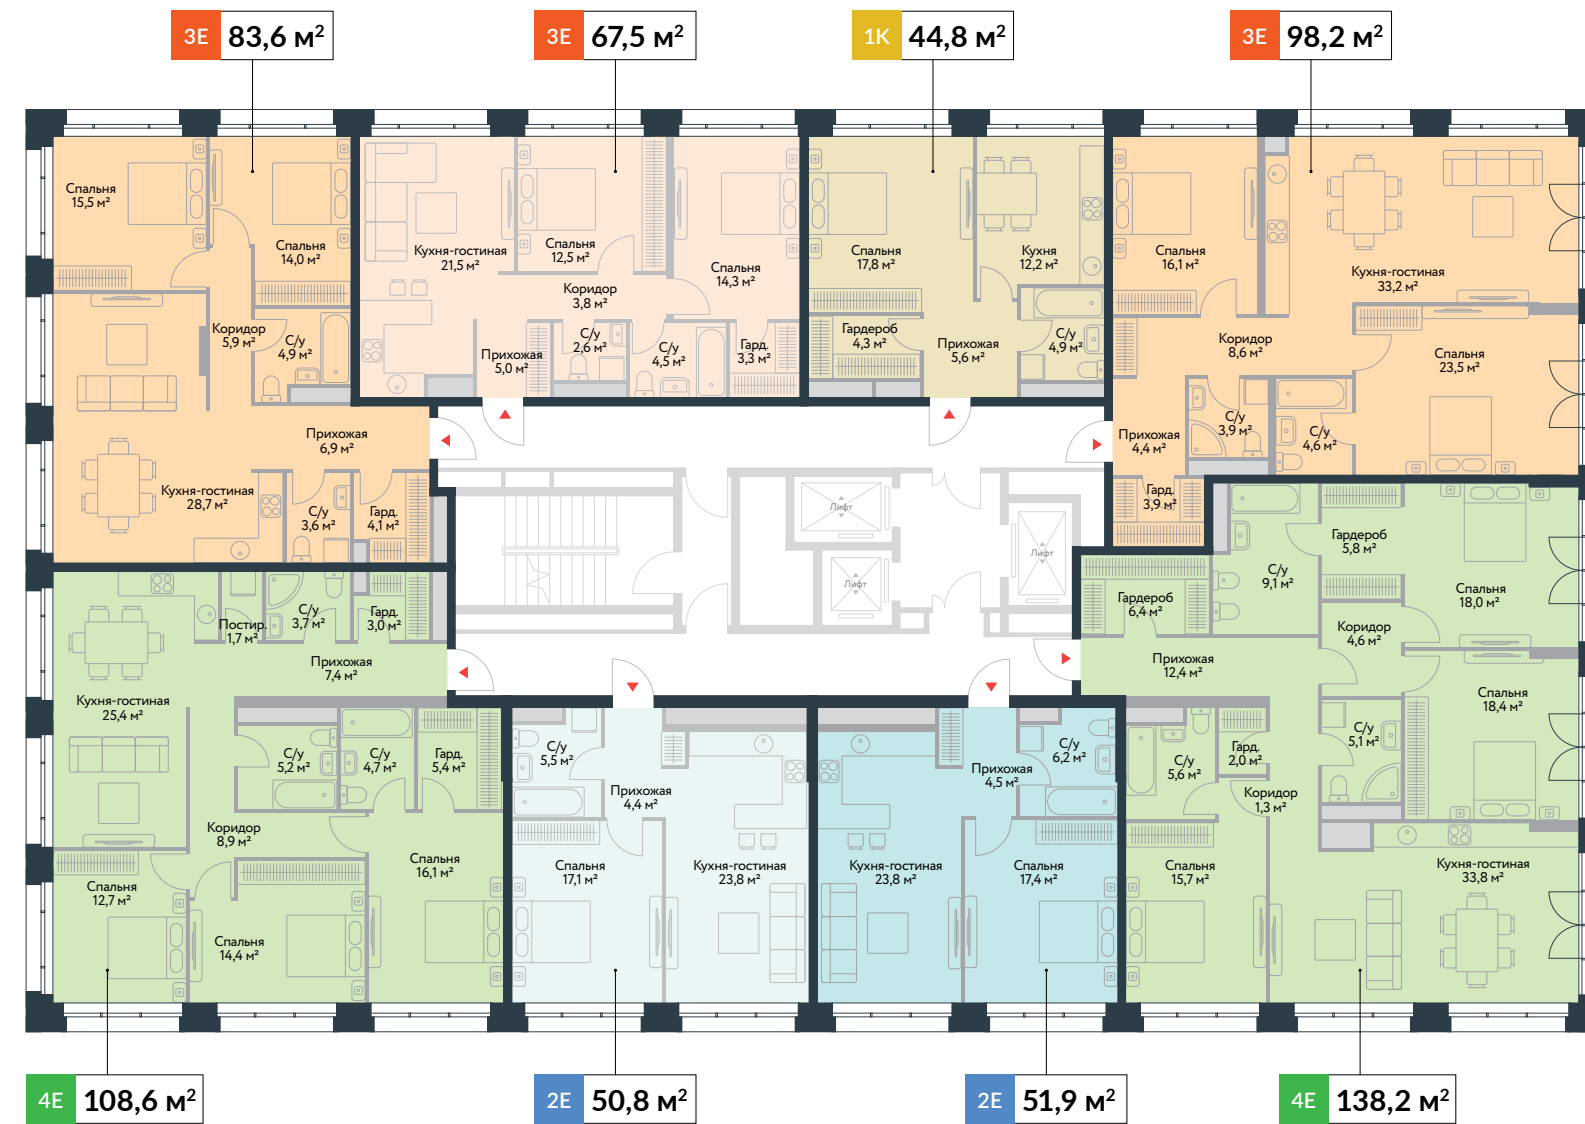 3Е 83,6 м²
3Е 67,5 м²
1К 44,8 м²
3Е 98,2 м²
Спальня
15,5 м²
Спальня
14,0 м²
Коридор
5,9 м²
С/у
4,9 м²
Прихожая
6,9 м²
Кухня-гостиная
28,7 м²
С/у
3,6 м²
Гард.
4,1 м²
Кухня-гостиная
21,5 м²
Спальня
12,5 м²
Спальня
14,3 м²
Коридор
3,8 м²
Прихожая
5,0 м²
С/у
2,6 м²
С/у
4,5 м²
Гард.
3,3 м²
Спальня
17,8 м²
Кухня
12,2 м²
Гардероб
4,3 м²
Прихожая
5,6 м²
С/у
4,9 м²
Спальня
16,1 м²
Кухня-гостиная
33,2 м²
Коридор
8,6 м²
Спальня
23,5 м²
Прихожая
4,4 м²
С/у
3,9 м²
С/у
4,6 м²
Гард.
3,9 м²
Лифт
Лифт
Лифт
Постир.
1,7 м²
С/у
3,7 м²
Гард.
3,0 м²
Прихожая
7,4 м²
Кухня-гостиная
25,4 м²
С/у
5,2 м²
С/у
4,7 м²
Гард.
5,4 м²
Коридор
8,9 м²
Спальня
12,7 м²
Спальня
14,4 м²
Спальня
16,1 м²
С/у
5,5 м²
Прихожая
4,4 м²
Спальня
17,1 м²
Кухня-гостиная
23,8 м²
Прихожая
4,5 м²
С/у
6,2 м²
Кухня-гостиная
23,8 м²
Спальня
17,4 м²
Гардероб
6,4 м²
С/у
9,1 м²
Гардероб
5,8 м²
Спальня
18,0 м²
Коридор
4,6 м²
Прихожая
12,4 м²
Спальня
18,4 м²
С/у
5,6 м²
Гард.
2,0 м²
С/у
5,1 м²
Коридор
1,3 м²
Спальня
15,7 м²
Кухня-гостиная
33,8 м²
4Е 108,6 м²
2Е 50,8 м²
2Е 51,9 м²
4Е 138,2 м²